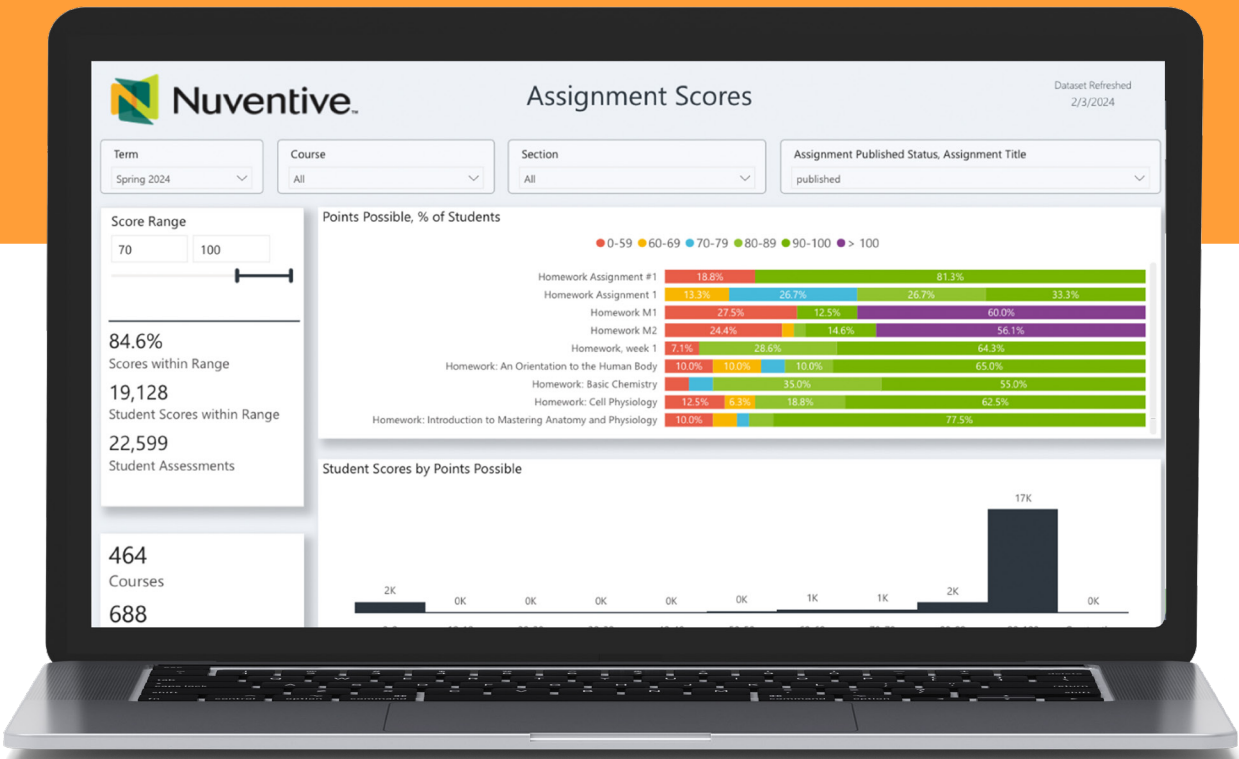 Nuventive™
Assignment Scores
Dataset Refreshed
2/3/2024
Term
Spring 2024
Course
All
Section
All
Assignment Published Status, Assignment Title
published
Score Range
70
100
84.6%
Scores within Range
19,128
Student Scores within Range
22,599
Student Assessments
464
Courses
688
Points Possible, % of Students
0-59 60-69 70-79 80-89 90-100 > 100
Homework Assignment #1 18.8% 81.3%
Homework Assignment 1 13.3% 26.7% 26.7% 33.3%
Homework M1 27.5% 12.5% 60.0%
Homework M2 24.4% 14.6% 56.1%
Homework, week 1 7.1% 28.6% 64.3%
Homework: An Orientation to the Human Body 10.0% 10.0% 10.0% 65.0%
Homework: Basic Chemistry 35.0% 55.0%
Homework: Cell Physiology 12.5% 6.3% 18.8% 62.5%
Homework: Introduction to Mastering Anatomy and Physiology 10.0% 77.5%
Student Scores by Points Possible
2K 0K 0K 0K 0K 0K 1K 1K 2K 17K 0K